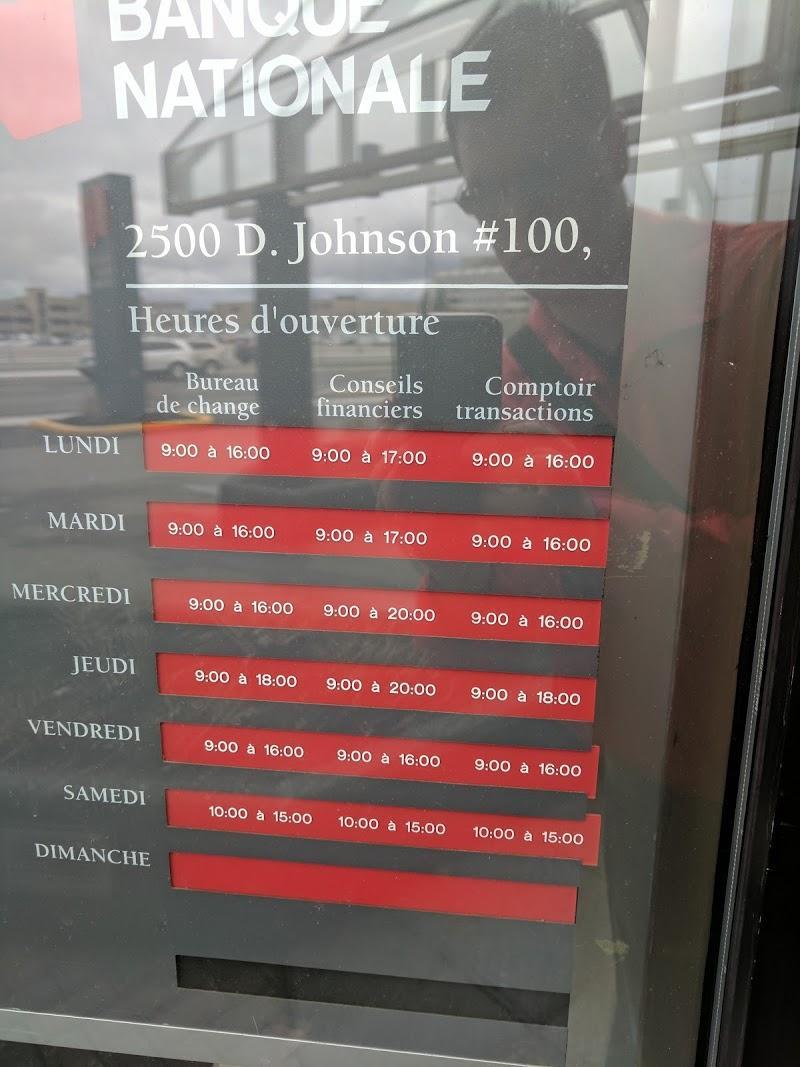 BANQUE
NATIONALE
2500 D. Johnson #100,
Heures d'ouverture
Bureau de change Conseils financiers Comptoir transactions
LUNDI 9:00 à 16:00 9:00 à 17:00 9:00 à 16:00
MARDI 9:00 à 16:00 9:00 à 17:00 9:00 à 16:00
MERCREDI 9:00 à 16:00 9:00 à 20:00 9:00 à 16:00
JEUDI 9:00 à 18:00 9:00 à 20:00 9:00 à 18:00
VENDREDI 9:00 à 16:00 9:00 à 16:00 9:00 à 16:00
SAMEDI 10:00 à 15:00 10:00 à 15:00 10:00 à 15:00
DIMANCHE